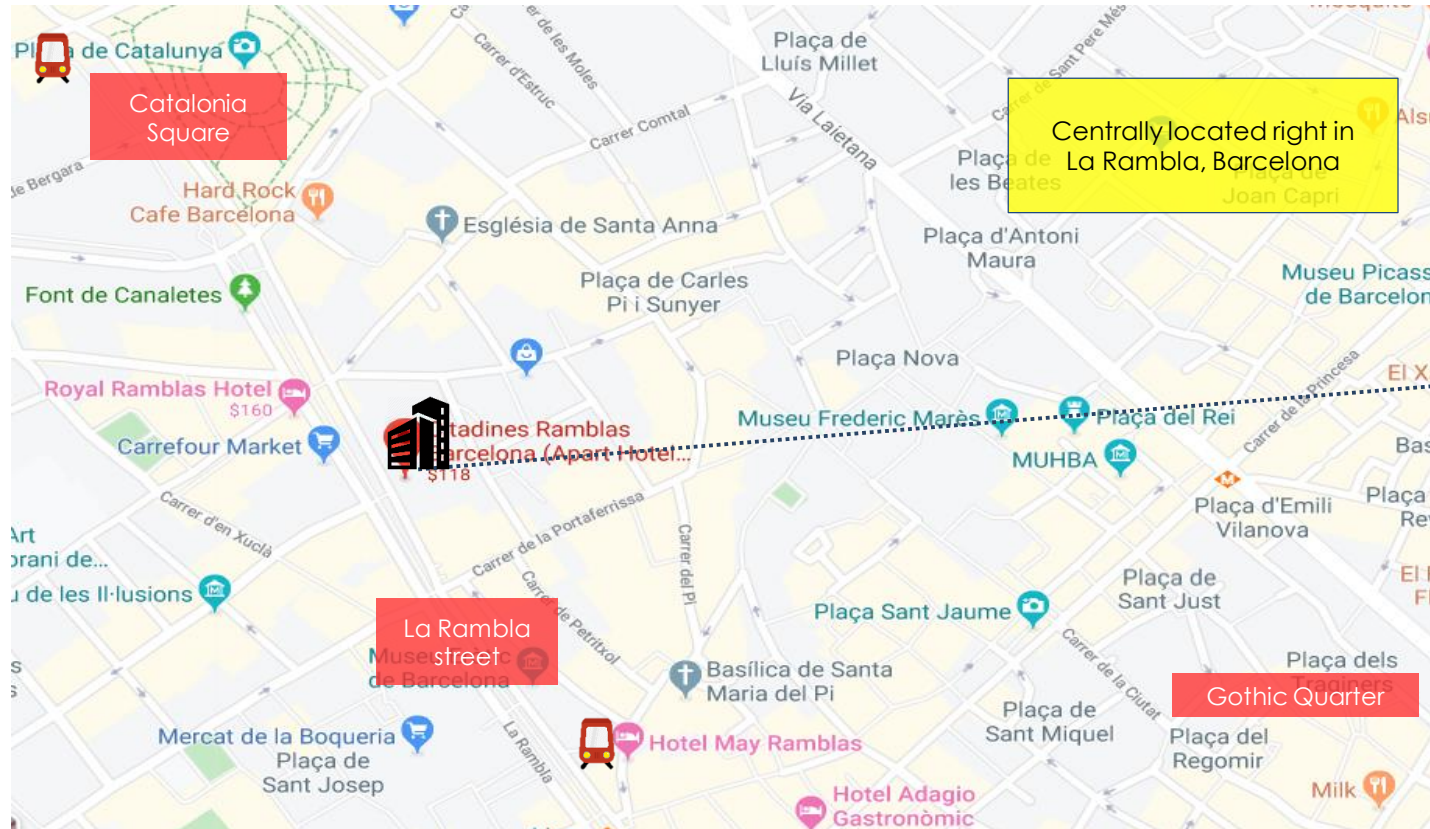 Plaça de Catalunya
Catalonia
Square
de Bergara
Carrer d'Estruc
Carrer Comtal
Plaça de
Lluís Millet
Via Laietana
Carrer de Sant Pere Més
Centrally located right in
La Rambla, Barcelona
Plaça de
les Beates
Plaça de
Joan Capri
Hard Rock
Cafe Barcelona
Església de Santa Anna
Plaça d'Antoni
Maura
Plaça de Carles
Pi i Sunyer
Museu Picass
de Barcelon
Font de Canaletes
Plaça Nova
Carrer de la Princesa
El X
Royal Ramblas Hotel
$160
Carrefour Market
tadines Ramblas
arcelona (Apart Hotel...
$118
Museu Frederic Marès
Plaça del Rei
MUHBA
Bas
Plaça d'Emili
Vilanova
Plaça
Re
Carrer d'en Xuclà
Carrer de la Portaferrissa
Carrer del Pi
Carrer de Petritxol
Art
orani de...
u de les Il·lusions
Plaça de
Sant Just
El
Plaça Sant Jaume
La Rambla
street
de Barcelona
Basílica de Santa
Maria del Pi
Carrer de la Ciutat
Plaça dels
Traginers
Gothic Quarter
Plaça de
Sant Miquel
Plaça del
Regomir
Mercat de la Boqueria
Plaça de
Sant Josep
La Rambla
Hotel May Ramblas
Hotel Adagio
Gastronòmic
Milk